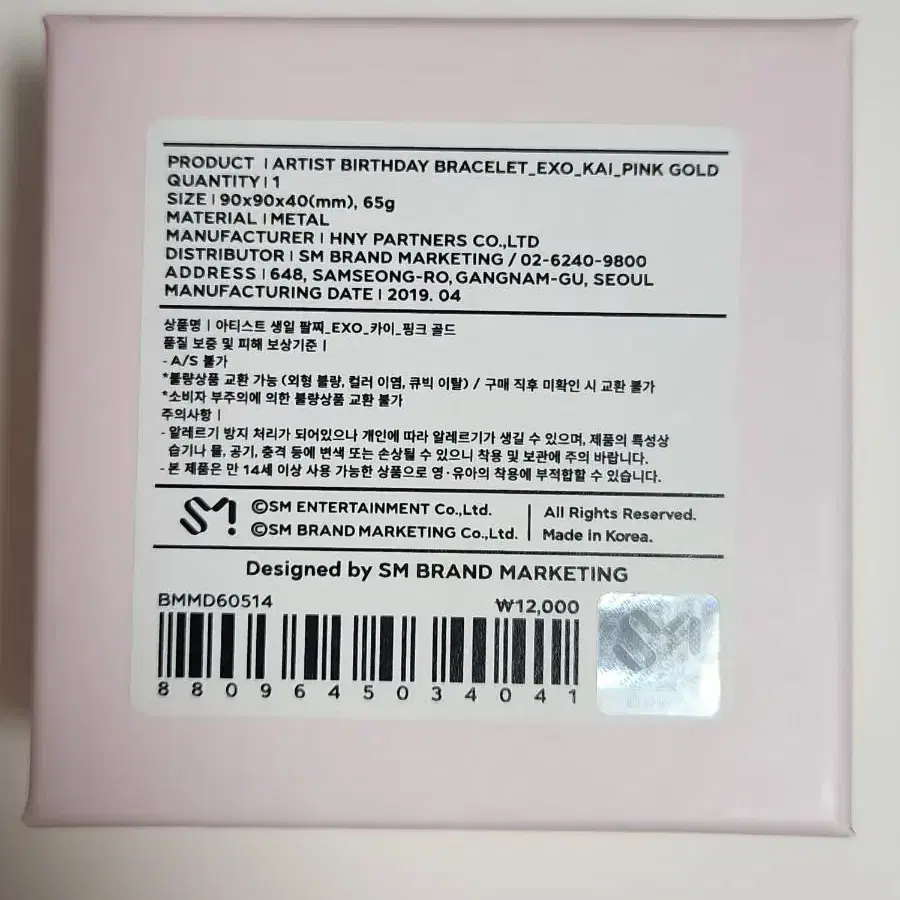 PRODUCT | ARTIST BIRTHDAY BRACELET_EXO_KAI_PINK GOLD
QUANTITY | 1
SIZE | 90x90x40(mm), 65g
MATERIAL | METAL
MANUFACTURER | HNY PARTNERS CO.,LTD
DISTRIBUTOR | SM BRAND MARKETING / 02-6240-9800
ADDRESS | 648, SAMSEONG-RO, GANGNAM-GU, SEOUL
MANUFACTURING DATE | 2019. 04
상품명 | 아티스트 생일 팔찌_EXO_카이_핑크 골드
품질 보증 및 피해 보상기준 |
- A/S 불가
*불량상품 교환 가능 (외형 불량, 컬러 이염, 큐빅 이탈) / 구매 직후 미확인 시 교환 불가
*소비자 부주의에 의한 불량상품 교환 불가
주의사항 |
- 알레르기 방지 처리가 되어있으나 개인에 따라 알레르기가 생길 수 있으며, 제품의 특성상
습기나 물, 공기, 충격 등에 변색 또는 손상될 수 있으니 착용 및 보관에 주의 바랍니다.
- 본 제품은 만 14세 이상 사용 가능한 상품으로 영·유아의 착용에 부적합할 수 있습니다.
SM!
©SM ENTERTAINMENT Co.,Ltd.
©SM BRAND MARKETING Co.,Ltd.
All Rights Reserved.
Made in Korea.
Designed by SM BRAND MARKETING
BMMD60514
₩12,000
8809645034041
SM